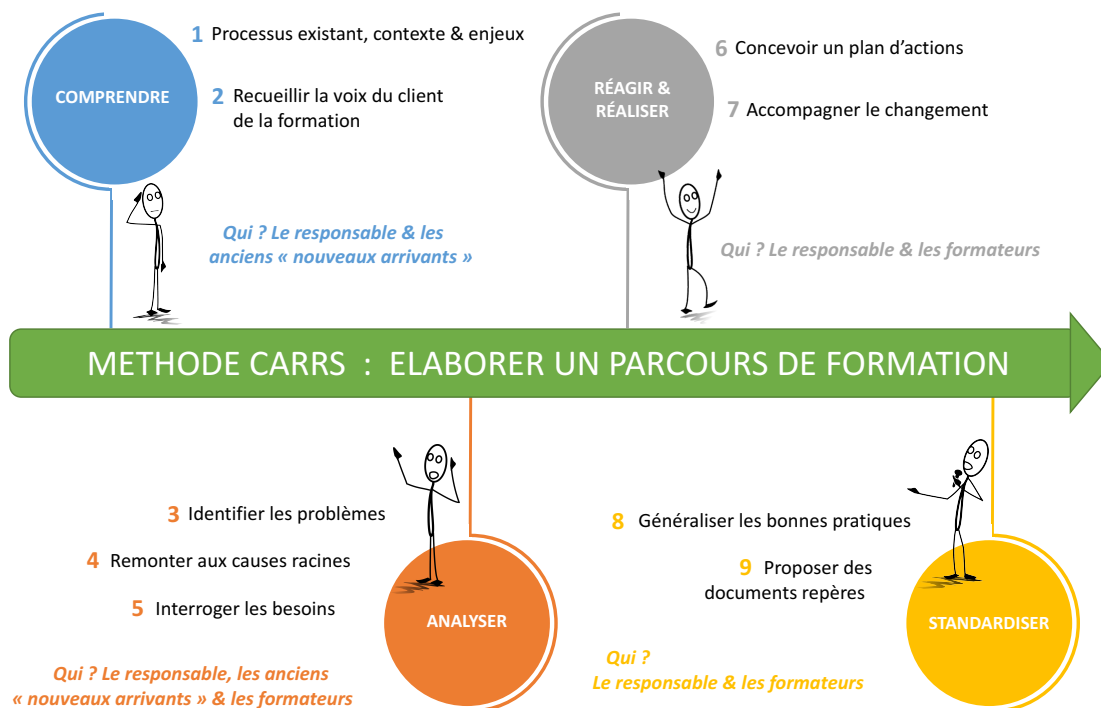 COMPRENDRE
1 Processus existant, contexte & enjeux
2 Recueillir la voix du client
de la formation
Qui ? Le responsable & les
anciens « nouveaux arrivants »
RÉAGIR &
RÉALISER
6 Concevoir un plan d’actions
7 Accompagner le changement
Qui ? Le responsable & les formateurs
METHODE CARRS : ELABORER UN PARCOURS DE FORMATION
3 Identifier les problèmes
4 Remonter aux causes racines
5 Interroger les besoins
ANALYSER
Qui ? Le responsable, les anciens
« nouveaux arrivants » & les formateurs
8 Généraliser les bonnes pratiques
9 Proposer des
documents repères
STANDARDISER
Qui ?
Le responsable & les formateurs